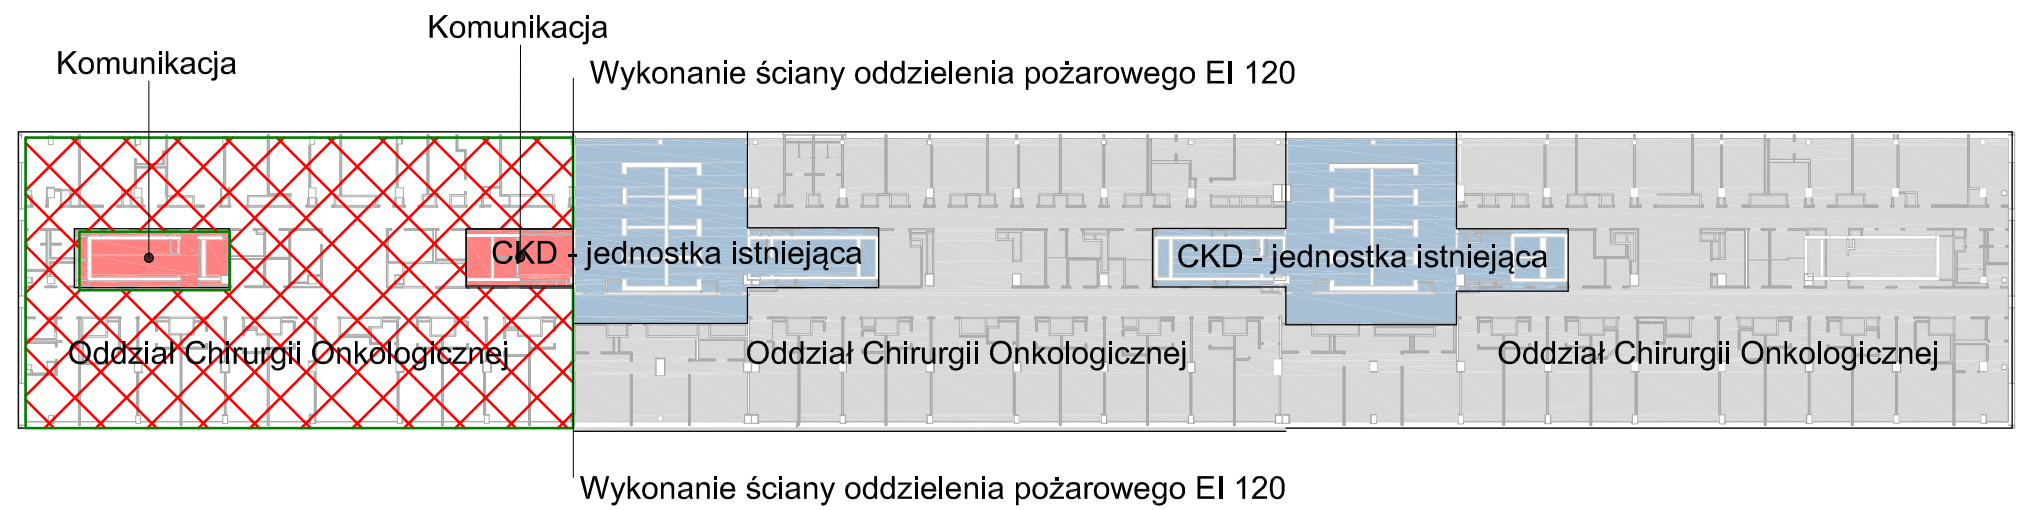 Komunikacja
Komunikacja
Wykonanie ściany oddzielenia pożarowego EI 120
CKD - jednostka istniejąca
CKD - jednostka istniejąca
Oddział Chirurgii Onkologicznej
Oddział Chirurgii Onkologicznej
Oddział Chirurgii Onkologicznej
Wykonanie ściany oddzielenia pożarowego EI 120